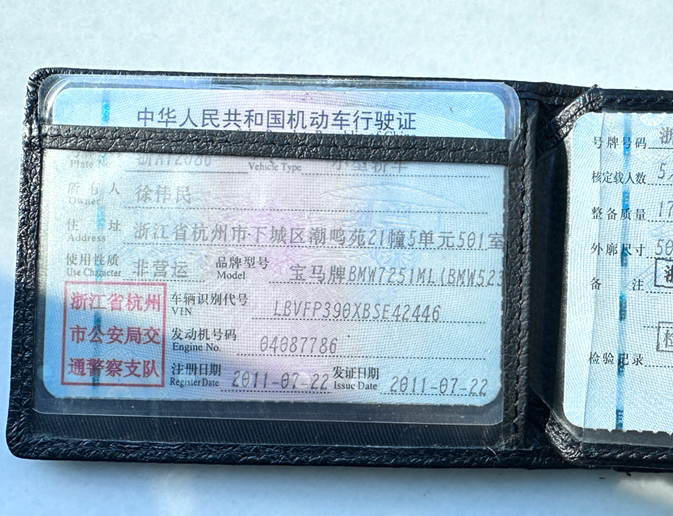 中华人民共和国机动车行驶证
Vehicle Type 小型轿车
所有人 徐伟民
Owner
住 址 浙江省杭州市下城区潮鸣苑21幢5单元501室
Address
使用性质 非营运 品牌型号 宝马牌BMW7251ML(BMW523
Use Character Model
浙江省杭州
市公安局交
通警察支队
车辆识别代号 LBVFP390XBSE42446
VIN
发动机号码 04087786
Engine No.
注册日期 2011-07-22 发证日期 2011-07-22
Register Date Issue Date
号牌号码 浙
核定载人数 5
整备质量 17
外廓尺寸 50
备 注
检验记录